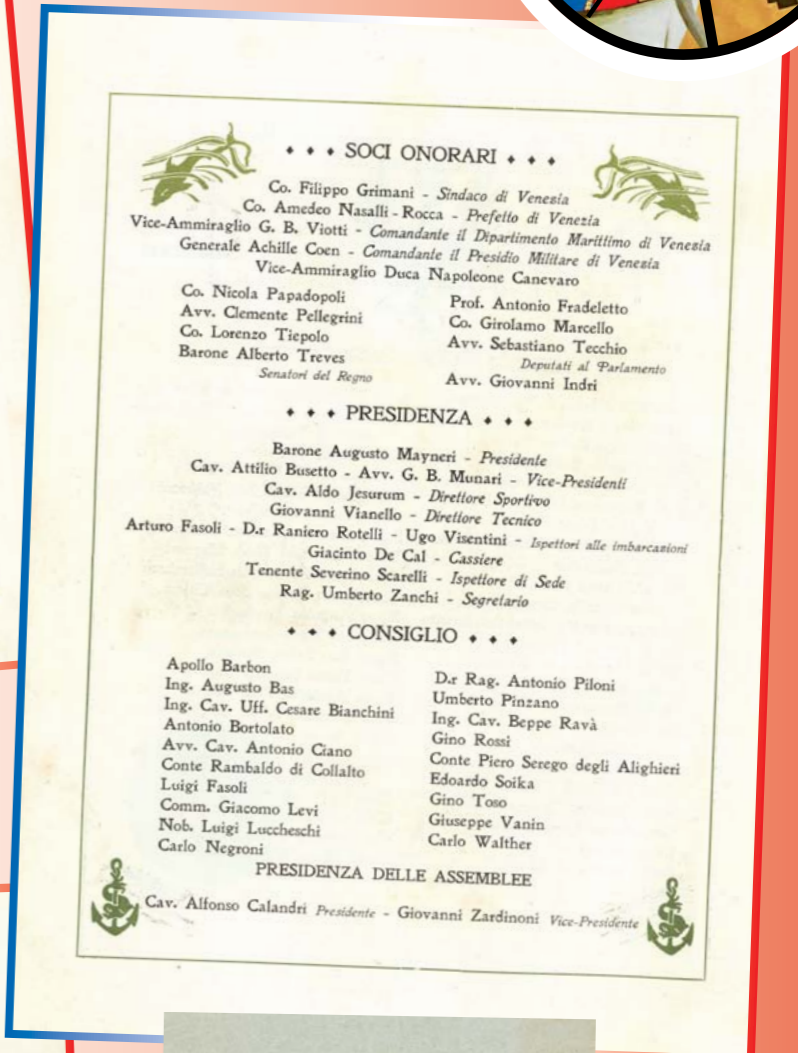 ♦ ♦ ♦ SOCI ONORARI ♦ ♦ ♦
Co. Filippo Grimani - Sindaco di Venezia
Co. Amedeo Nasalli - Rocca - Prefetto di Venezia
Vice-Ammiraglio G. B. Viotti - Comandante il Dipartimento Marittimo di Venezia
Generale Achille Coen - Comandante il Presidio Militare di Venezia
Vice-Ammiraglio Duca Napoleone Canevaro
Co. Nicola Papadopoli
Avv. Clemente Pellegrini
Co. Lorenzo Tiepolo
Barone Alberto Treves
Senatori del Regno
Prof. Antonio Fradeletto
Co. Girolamo Marcello
Avv. Sebastiano Tecchio
Deputati al Parlamento
Avv. Giovanni Indri
♦ ♦ ♦ PRESIDENZA ♦ ♦ ♦
Barone Augusto Mayneri - Presidente
Cav. Attilio Busetto - Avv. G. B. Munari - Vice-Presidenti
Cav. Aldo Jesurum - Direttore Sportivo
Giovanni Vianello - Direttore Tecnico
Arturo Fasoli - D.r Raniero Rotelli - Ugo Visentini - Ispettori alle imbarcazioni
Giacinto De Cal - Cassiere
Tenente Severino Scarelli - Ispettore di Sede
Rag. Umberto Zanchi - Segretario
♦ ♦ ♦ CONSIGLIO ♦ ♦ ♦
Apollo Barbon
Ing. Augusto Bas
Ing. Cav. Uff. Cesare Bianchini
Antonio Bortolato
Avv. Cav. Antonio Ciano
Conte Rambaldo di Collalto
Luigi Fasoli
Comm. Giacomo Levi
Nob. Luigi Luccheschi
Carlo Negroni
D.r Rag. Antonio Piloni
Umberto Pinzano
Ing. Cav. Beppe Ravà
Gino Rossi
Conte Piero Serego degli Alighieri
Edoardo Soika
Gino Toso
Giuseppe Vanin
Carlo Walther
PRESIDENZA DELLE ASSEMBLEE
Cav. Alfonso Calandri Presidente - Giovanni Zardinoni Vice-Presidente